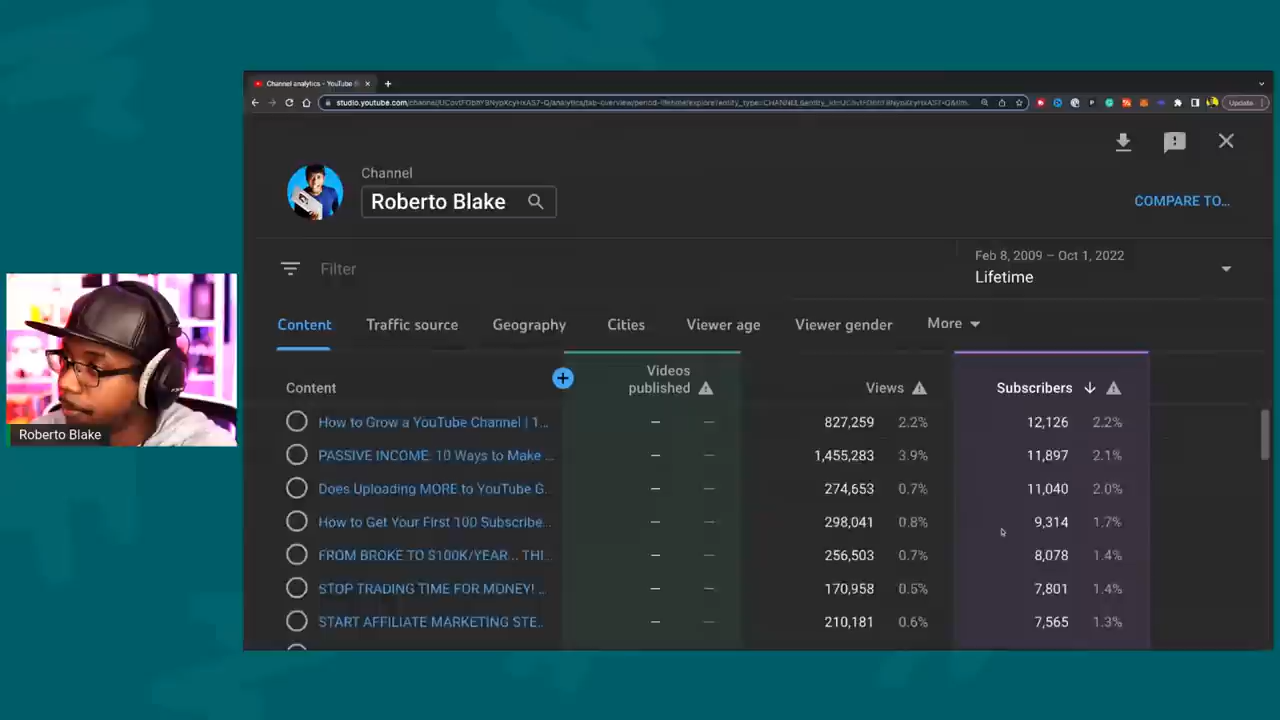 Channel analytics - YouTube S
Update
Channel
Roberto Blake
COMPARE TO...
Filter
Feb 8, 2009 – Oct 1, 2022
Lifetime
Content
Traffic source
Geography
Cities
Viewer age
Viewer gender
More
Content
Videos published
Views
Subscribers
How to Grow a YouTube Channel | 1... — — 827,259 2.2% 12,126 2.2%
PASSIVE INCOME: 10 Ways to Make ... — — 1,455,283 3.9% 11,897 2.1%
Does Uploading MORE to YouTube G.. — — 274,653 0.7% 11,040 2.0%
How to Get Your First 100 Subscribe... — — 298,041 0.8% 9,314 1.7%
FROM BROKE TO $100K/YEAR... THI... — — 256,503 0.7% 8,078 1.4%
STOP TRADING TIME FOR MONEY! .. — — 170,958 0.5% 7,801 1.4%
START AFFILIATE MARKETING STE.. — — 210,181 0.6% 7,565 1.3%
Roberto Blake